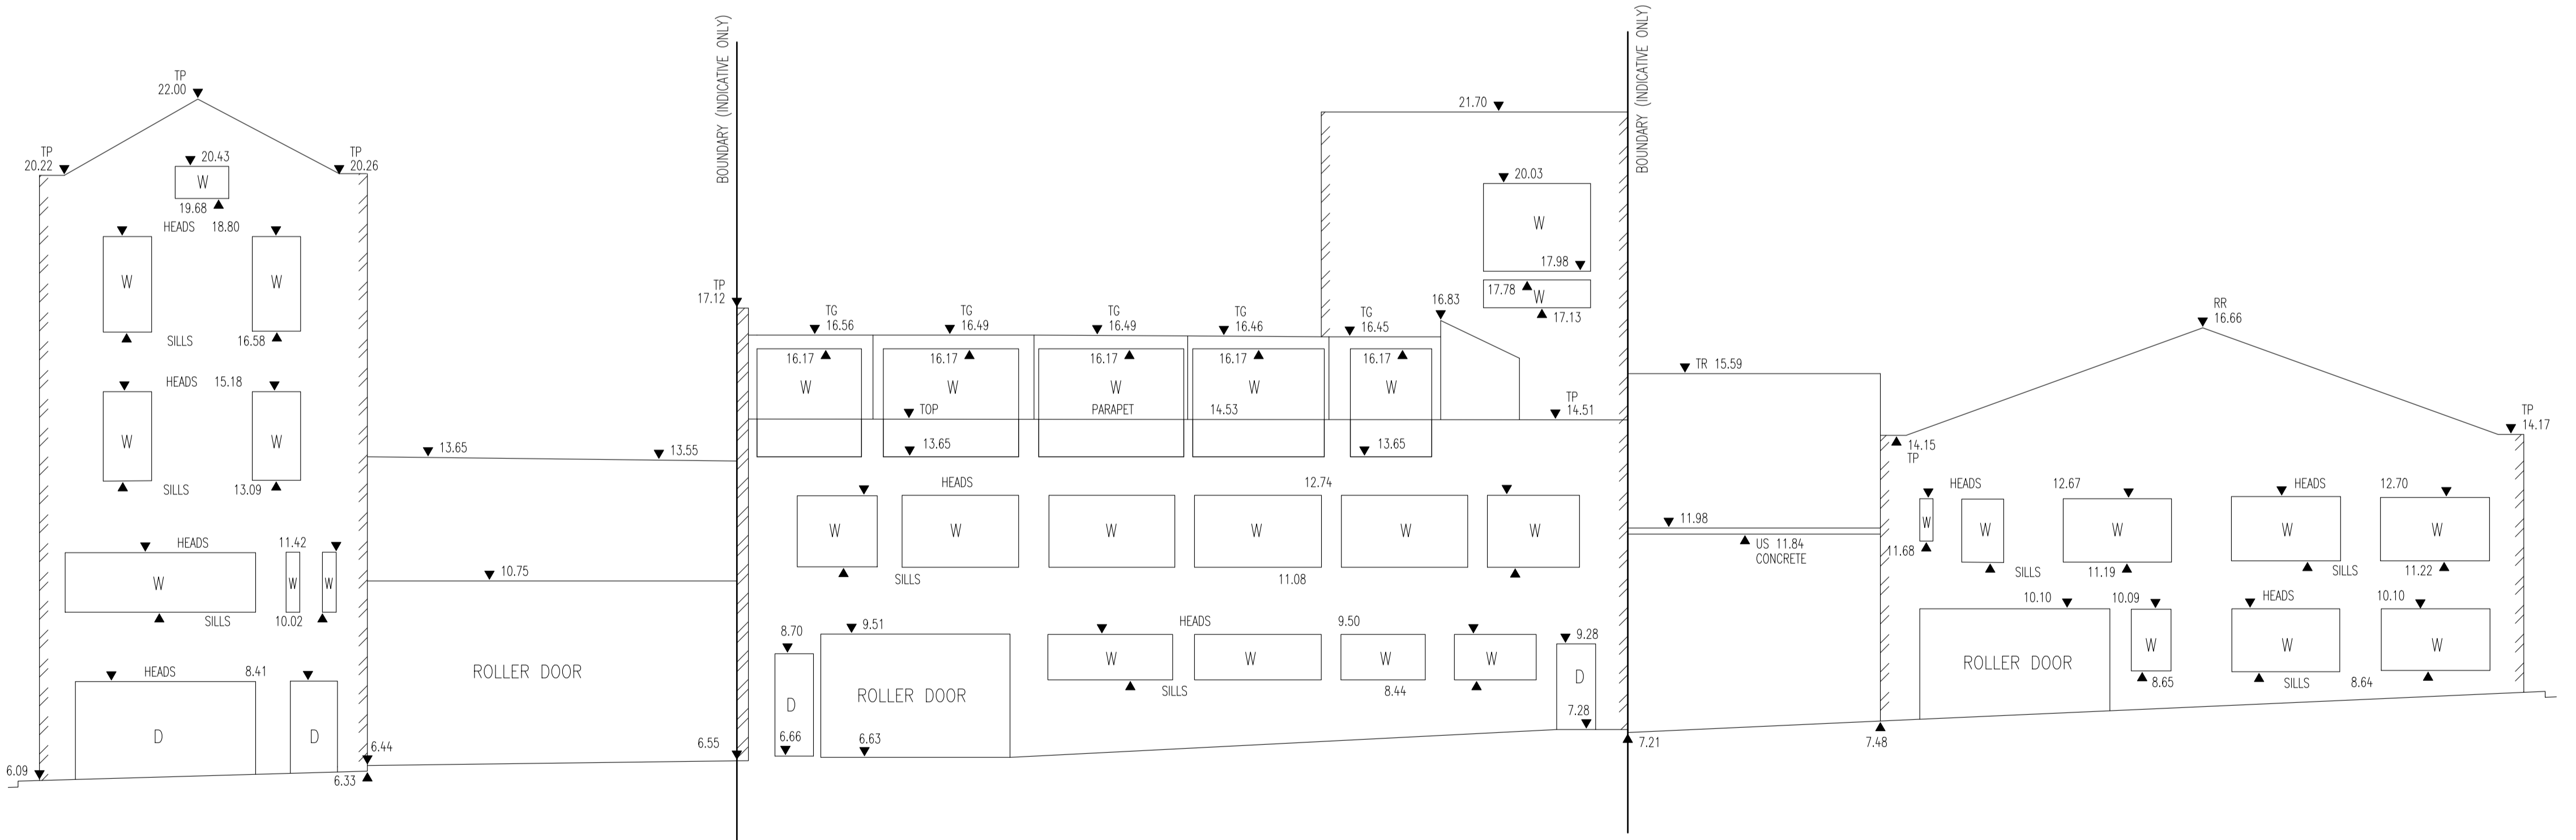 TP
22.00
TP
20.22
TP
20.26
20.43
W
19.68
HEADS 18.80
W
W
SILLS 16.58
HEADS 15.18
W
W
SILLS 13.09
HEADS 11.42
W
W
W
SILLS 10.02
HEADS 8.41
D
D
6.09
6.33
6.44
13.65
13.55
10.75
ROLLER DOOR
6.55
BOUNDARY (INDICATIVE ONLY)
TP
17.12
TG
16.56
TG
16.49
TG
16.49
TG
16.46
TG
16.45
16.83
16.17
16.17
16.17
16.17
16.17
W
W
W
W
W
TOP PARAPET 14.53
13.65
13.65
TP
14.51
21.70
20.03
W
17.98
17.78
W
17.13
HEADS 12.74
W
W
W
W
W
W
SILLS 11.08
8.70
D
6.66
9.51
ROLLER DOOR
6.63
HEADS 9.50
W
W
W
W
SILLS 8.44
9.28
D
7.28
BOUNDARY (INDICATIVE ONLY)
7.21
TR 15.59
11.98
US 11.84
CONCRETE
7.48
RR
16.66
14.15
TP
TP
14.17
HEADS 12.67
HEADS 12.70
W
W
W
W
W
11.68
SILLS 11.19
SILLS 11.22
10.10
10.09
HEADS 10.10
ROLLER DOOR
W
W
W
8.65
SILLS 8.64